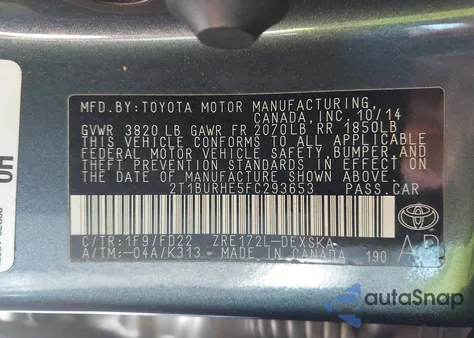 MFD. BY: TOYOTA MOTOR MANUFACTURING,
CANADA, INC. 10/14
GVWR 3820 LB GAWR FR 2070LB RR 1850LB
THIS VEHICLE CONFORMS TO ALL APPLICABLE
FEDERAL MOTOR VEHICLE SAFETY, BUMPER, AND
THEFT PREVENTION STANDARDS IN EFFECT ON
THE DATE OF MANUFACTURE SHOWN ABOVE.
2T1BURHE5FC293653 PASS. CAR
C/TR: 1F9/FD22 ZRE172L-DEXSKA
A/TM: -04A/K313 - MADE IN CANADA 190
autoSnap